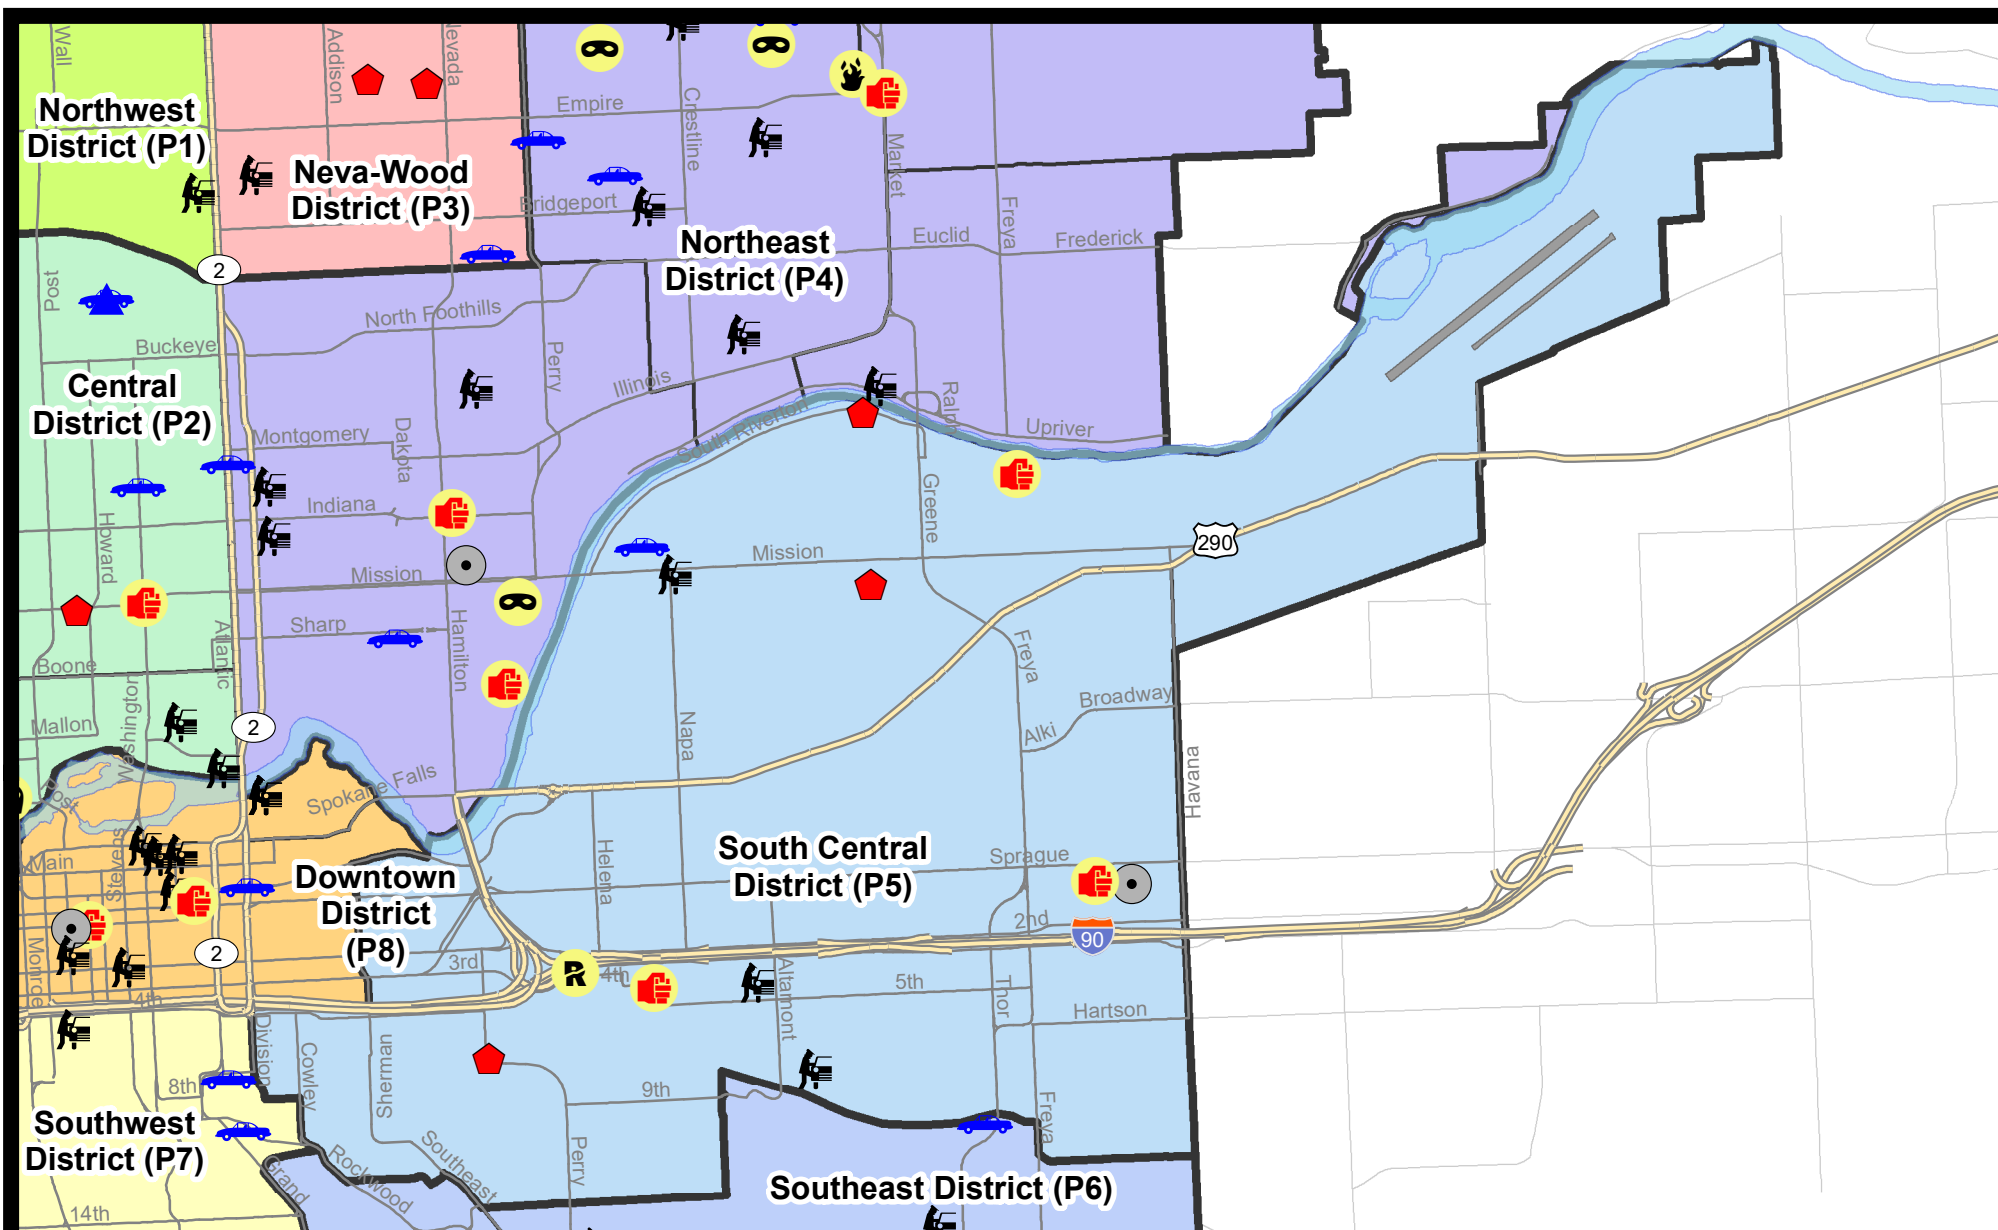 Wall
Addison
Nevada
Northwest
District (P1)
Neva-Wood
District (P3)
Empire
Crestline
Market
Bridgeport
Northeast
District (P4)
Euclid
Freya
Frederick
2
Post
North Foothills
Buckeye
Perry
Illinois
Central
District (P2)
Montgomery
Dakota
South Riverton
Ralph
Upriver
Indiana
Howard
Greene
Mission
Mission
290
Sharp
Hamilton
Atlantic
Boone
Washington
Mallon
2
Napa
Freya
Broadway
Alki
Havana
Spokane Falls
Post
Main
Stevens
Helena
South Central
District (P5)
Sprague
Downtown
District
(P8)
2nd
90
Monroe
2
3rd
R
4th
4th
Altamont
5th
Thor
Hartson
Division
Cowley
Sherman
8th
9th
Freya
Southwest
District (P7)
Grand
Rockwood
Southeast
Perry
Southeast District (P6)
14th